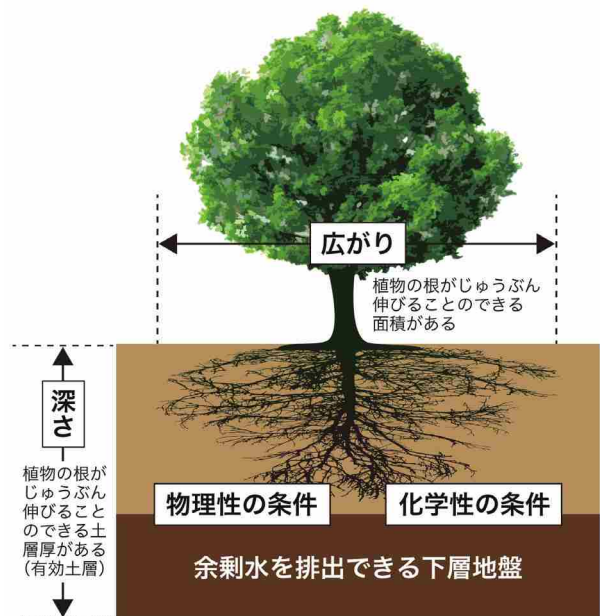 広がり
植物の根がじゅうぶん
伸びることのできる
面積がある
深さ
植物の根が
じゅうぶん
伸びること
のできる土
層厚がある
(有効土層)
物理性の条件
化学性の条件
余剰水を排出できる下層地盤